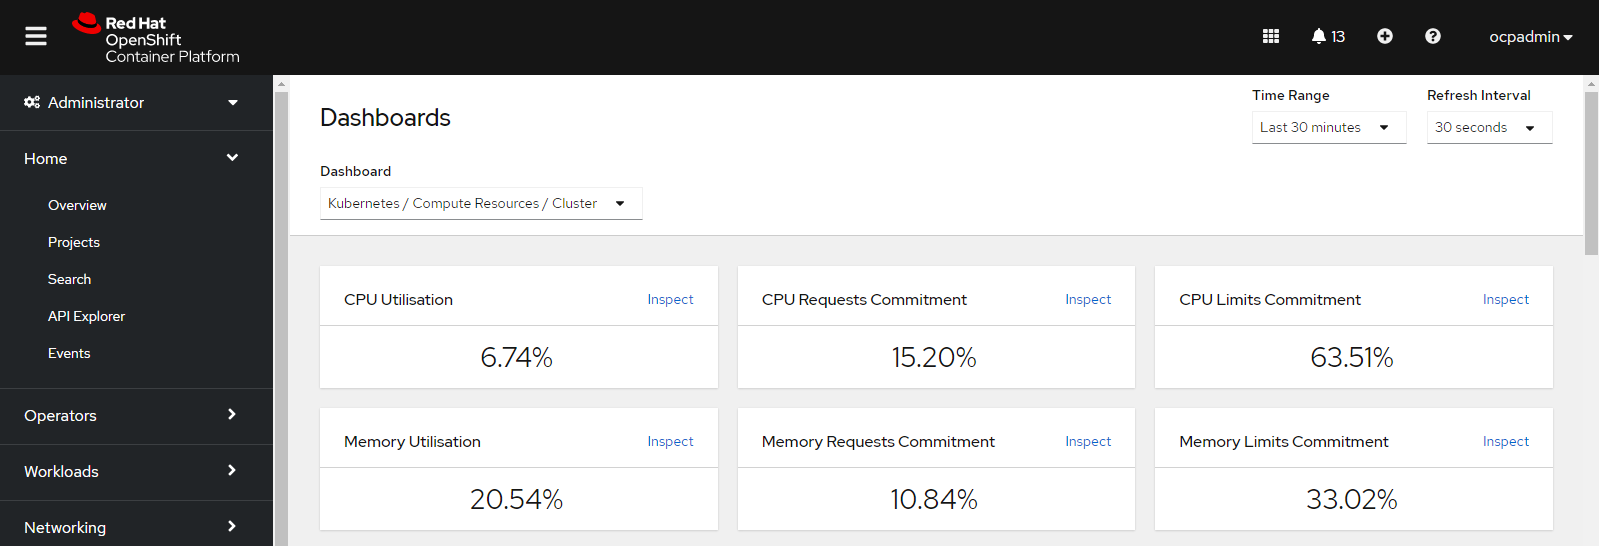 Red Hat
OpenShift
Container Platform
13
ocpadmin
Administrator
Home
Overview
Projects
Search
API Explorer
Events
Operators
Workloads
Networking
Dashboards
Time Range
Last 30 minutes
Refresh Interval
30 seconds
Dashboard
Kubernetes / Compute Resources / Cluster
CPU Utilisation Inspect
6.74%
CPU Requests Commitment Inspect
15.20%
CPU Limits Commitment Inspect
63.51%
Memory Utilisation Inspect
20.54%
Memory Requests Commitment Inspect
10.84%
Memory Limits Commitment Inspect
33.02%